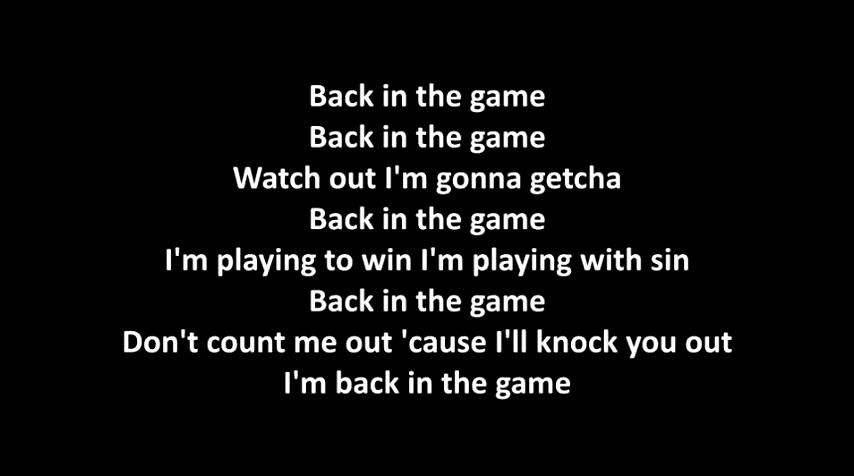 Back in the game
Back in the game
Watch out I'm gonna getcha
Back in the game
I'm playing to win I'm playing with sin
Back in the game
Don't count me out 'cause I'll knock you out
I'm back in the game